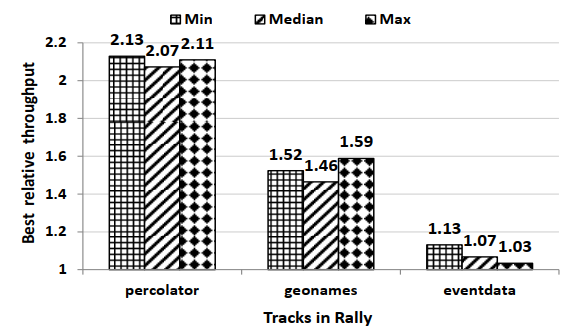 Min Median Max
Best relative throughput
2.2
2
1.8
1.6
1.4
1.2
1
2.13 2.07 2.11
1.52 1.46 1.59
1.13 1.07 1.03
percolator geonames eventdata
Tracks in Rally